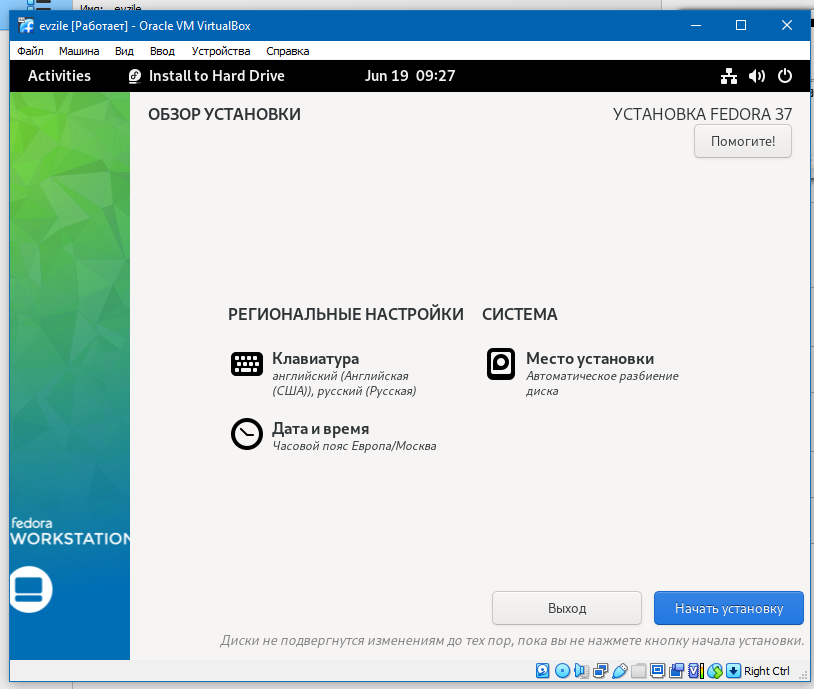 Имя: evzile
evzile [Работает] - Oracle VM VirtualBox
Файл Машина Вид Ввод Устройства Справка
Activities Install to Hard Drive Jun 19 09:27
ОБЗОР УСТАНОВКИ
УСТАНОВКА FEDORA 37
Помогите!
РЕГИОНАЛЬНЫЕ НАСТРОЙКИ
Клавиатура
английский (Английская
(США)), русский (Русская)
Дата и время
Часовой пояс Европа/Москва
СИСТЕМА
Место установки
Автоматическое разбиение
диска
fedora
WORKSTATION
Выход
Начать установку
Диски не подвергнутся изменениям до тех пор, пока вы не нажмете кнопку начала установки.
Right Ctrl